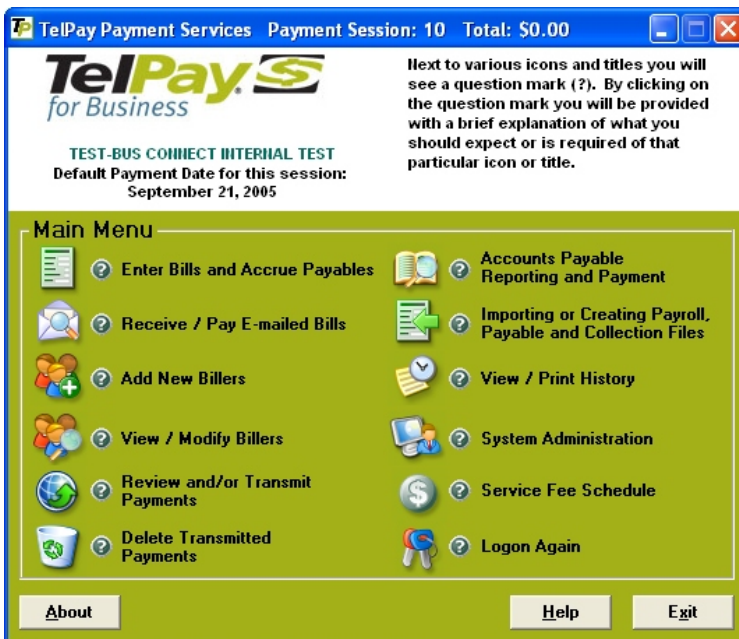 TelPay Payment Services Payment Session: 10 Total: $0.00
TelPay
for Business
Next to various icons and titles you will
see a question mark (?). By clicking on
the question mark you will be provided
with a brief explanation of what you
should expect or is required of that
particular icon or title.
TEST-BUS CONNECT INTERNAL TEST
Default Payment Date for this session:
September 21, 2005
Main Menu
Enter Bills and Accrue Payables
Receive / Pay E-mailed Bills
Add New Billers
View / Modify Billers
Review and/or Transmit
Payments
Delete Transmitted
Payments
Accounts Payable
Reporting and Payment
Importing or Creating Payroll,
Payable and Collection Files
View / Print History
System Administration
Service Fee Schedule
Logon Again
About
Help
Exit